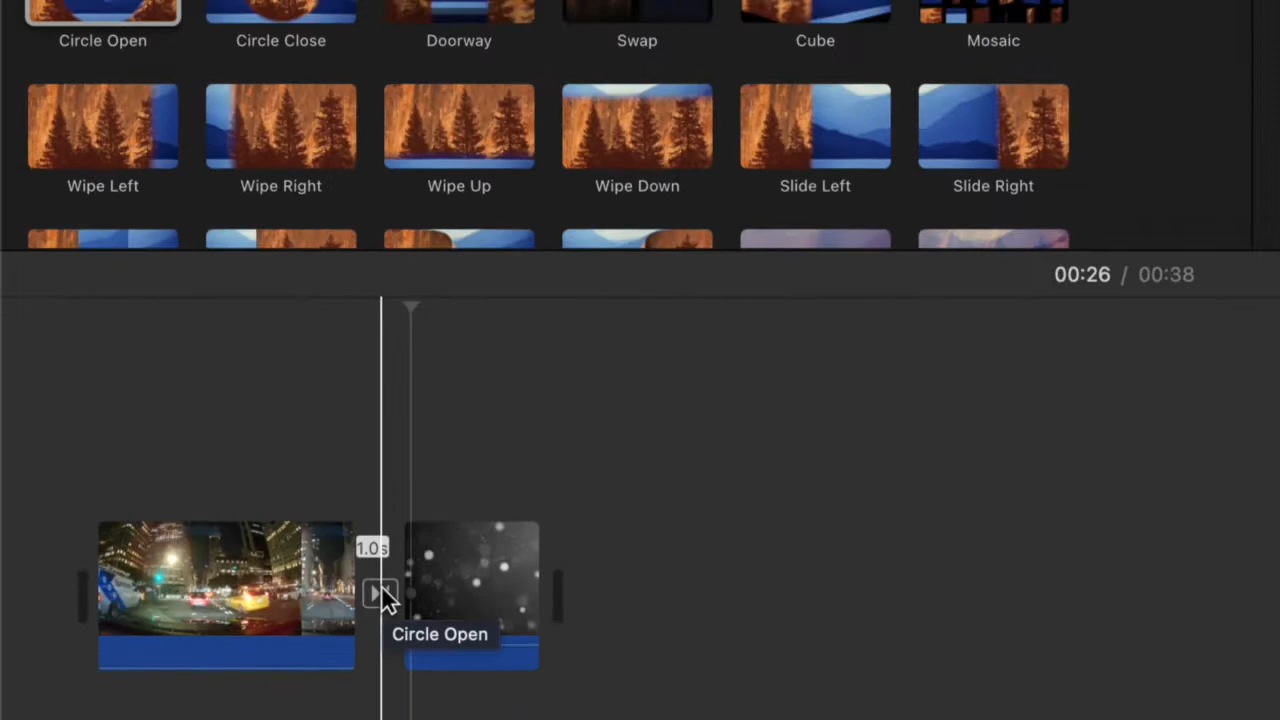 Circle Open
Circle Close
Doorway
Swap
Cube
Mosaic
Wipe Left
Wipe Right
Wipe Up
Wipe Down
Slide Left
Slide Right
00:26 / 00:38
1.0s
Circle Open